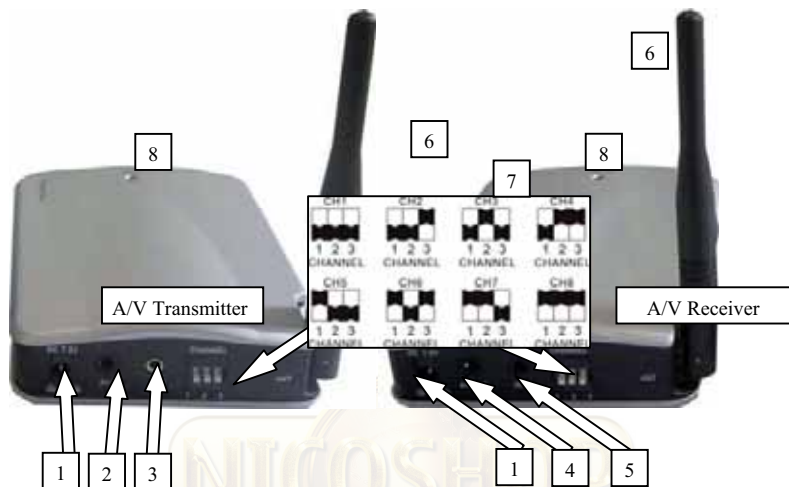 6
6
8
8
7
CH1 CH2 CH3 CH4
1 2 3 1 2 3 1 2 3 1 2 3
CHANNEL CHANNEL CHANNEL CHANNEL
CH5 CH6 CH7 CH8
1 2 3 1 2 3 1 2 3 1 2 3
CHANNEL CHANNEL CHANNEL CHANNEL
A/V Transmitter
A/V Receiver
1 2 3
1 4 5
NICOSHOP